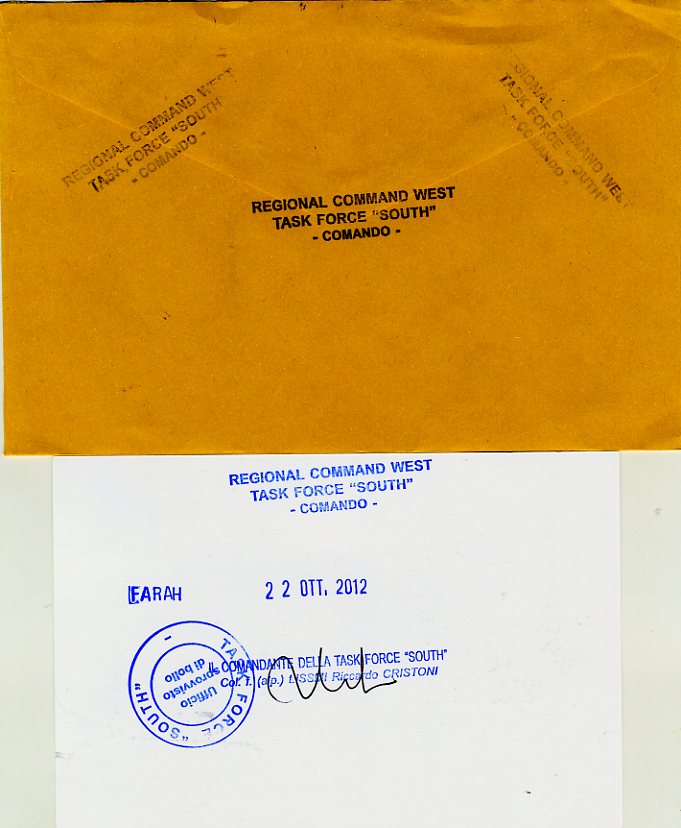 REGIONAL COMMAND WEST
TASK FORCE "SOUTH"
- COMANDO -
REGIONAL COMMAND WEST
TASK FORCE "SOUTH"
- COMANDO -
REGIONAL COMMAND WEST
TASK FORCE "SOUTH"
- COMANDO -
REGIONAL COMMAND WEST
TASK FORCE "SOUTH"
- COMANDO -
FARAH
22 OTT. 2012
IL COMANDANTE DELLA TASK FORCE "SOUTH"
Col. f. (alp.) t.ISSMI Riccardo CRISTONI
TASK FORCE "SOUTH" -
Ufficio
sprovvisto
di bollo